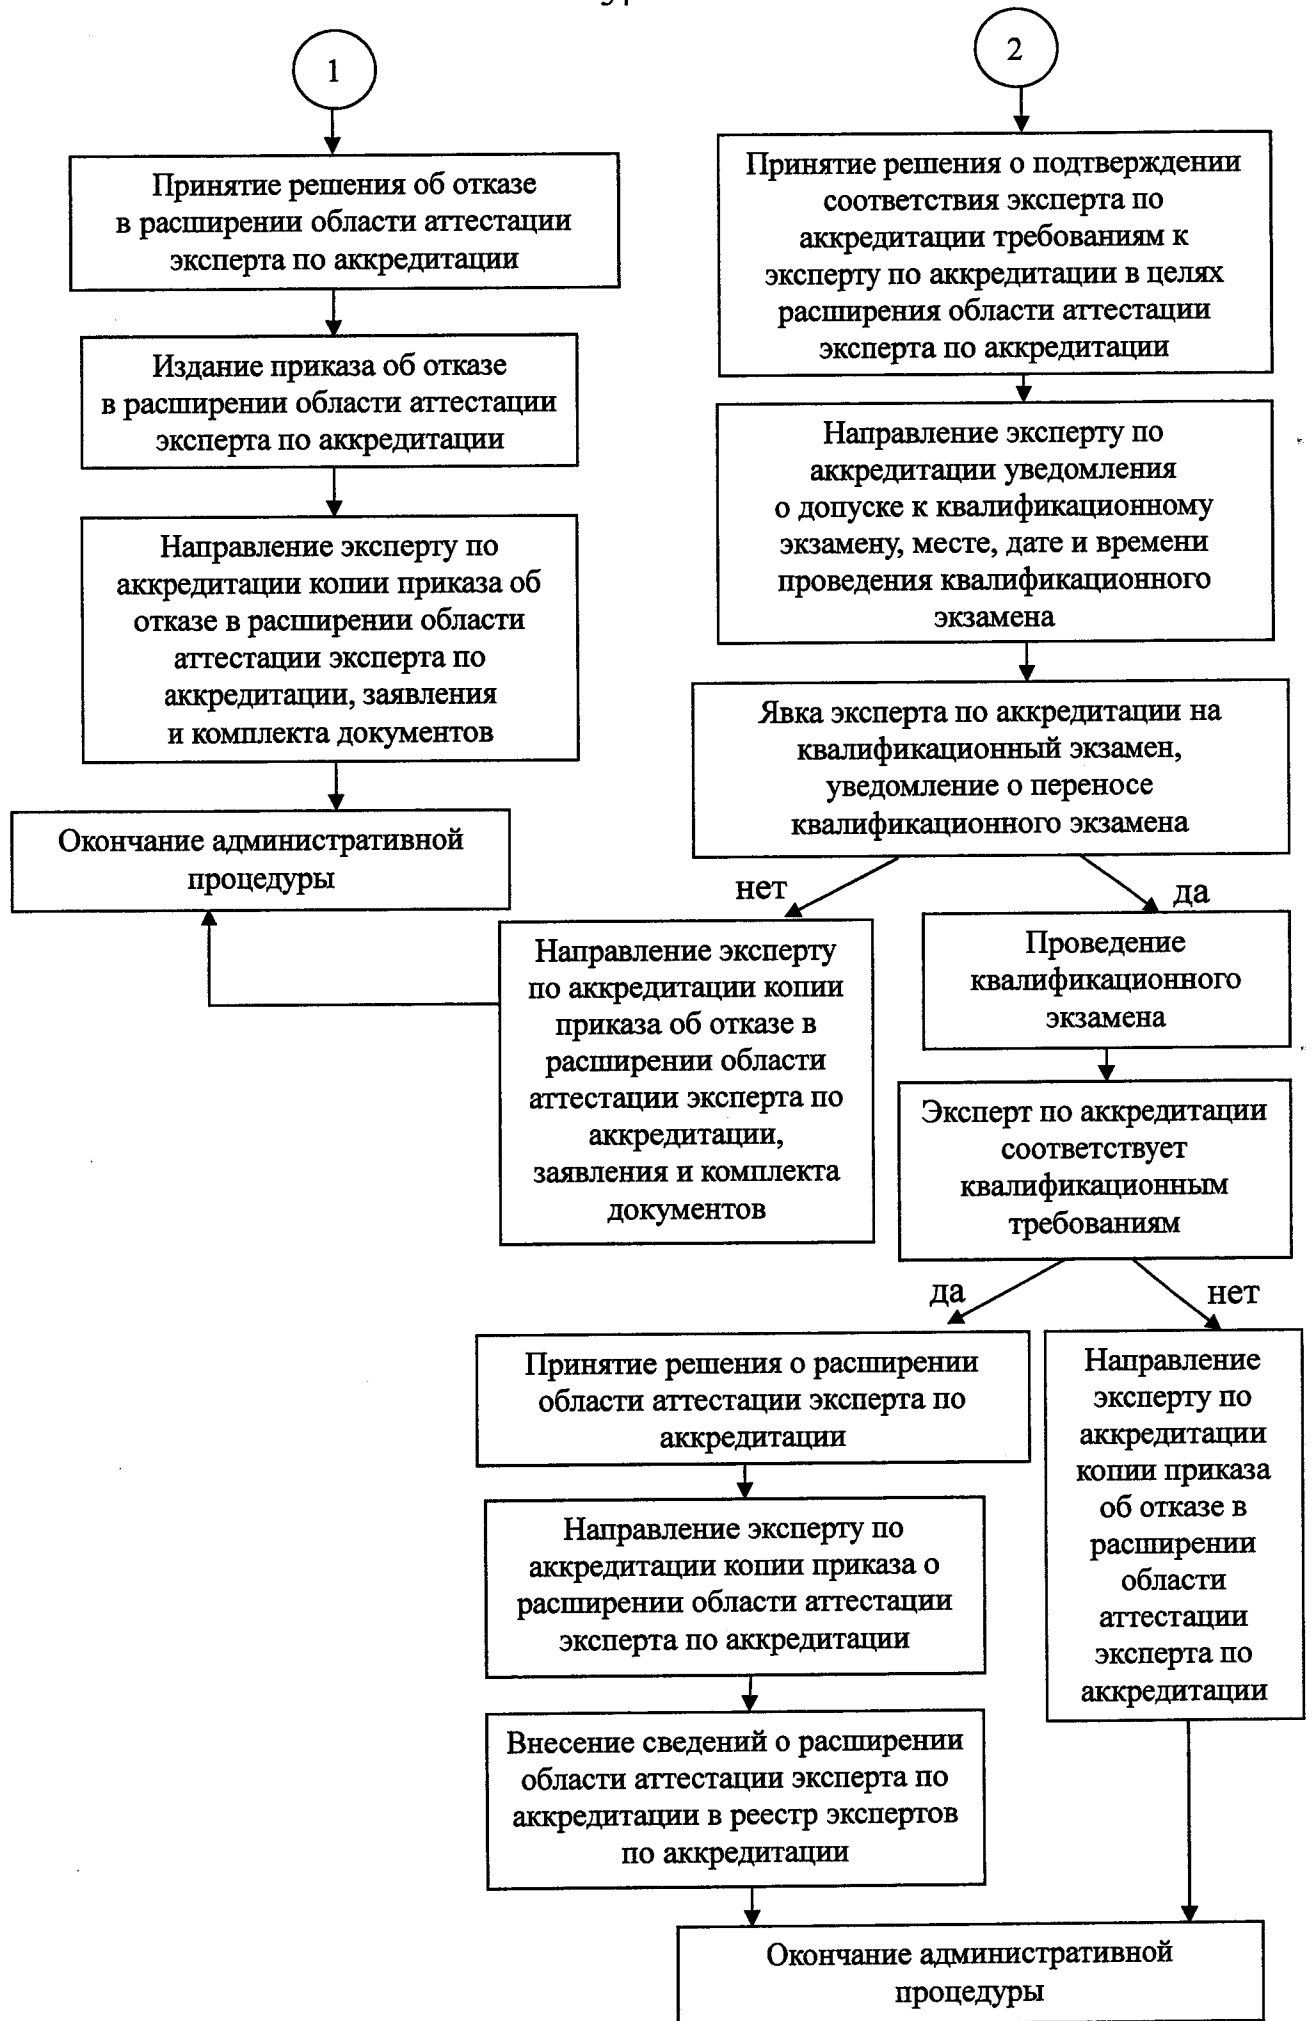 1
Принятие решения об отказе
в расширении области аттестации
эксперта по аккредитации
Издание приказа об отказе
в расширении области аттестации
эксперта по аккредитации
Направление эксперту по
аккредитации копии приказа об
отказе в расширении области
аттестации эксперта по
аккредитации, заявления
и комплекта документов
Окончание административной
процедуры
2
Принятие решения о подтверждении
соответствия эксперта по
аккредитации требованиям к
эксперту по аккредитации в целях
расширения области аттестации
эксперта по аккредитации
Направление эксперту по
аккредитации уведомления
о допуске к квалификационному
экзамену, месте, дате и времени
проведения квалификационного
экзамена
Явка эксперта по аккредитации на
квалификационный экзамен,
уведомление о переносе
квалификационного экзамена
нет
да
Направление эксперту
по аккредитации копии
приказа об отказе в
расширении области
аттестации эксперта по
аккредитации,
заявления и комплекта
документов
Проведение
квалификационного
экзамена
Эксперт по аккредитации
соответствует
квалификационным
требованиям
да
нет
Принятие решения о расширении
области аттестации эксперта по
аккредитации
Направление эксперту по
аккредитации копии приказа о
расширении области аттестации
эксперта по аккредитации
Внесение сведений о расширении
области аттестации эксперта по
аккредитации в реестр экспертов
по аккредитации
Направление
эксперту по
аккредитации
копии приказа
об отказе в
расширении
области
аттестации
эксперта по
аккредитации
Окончание административной
процедуры